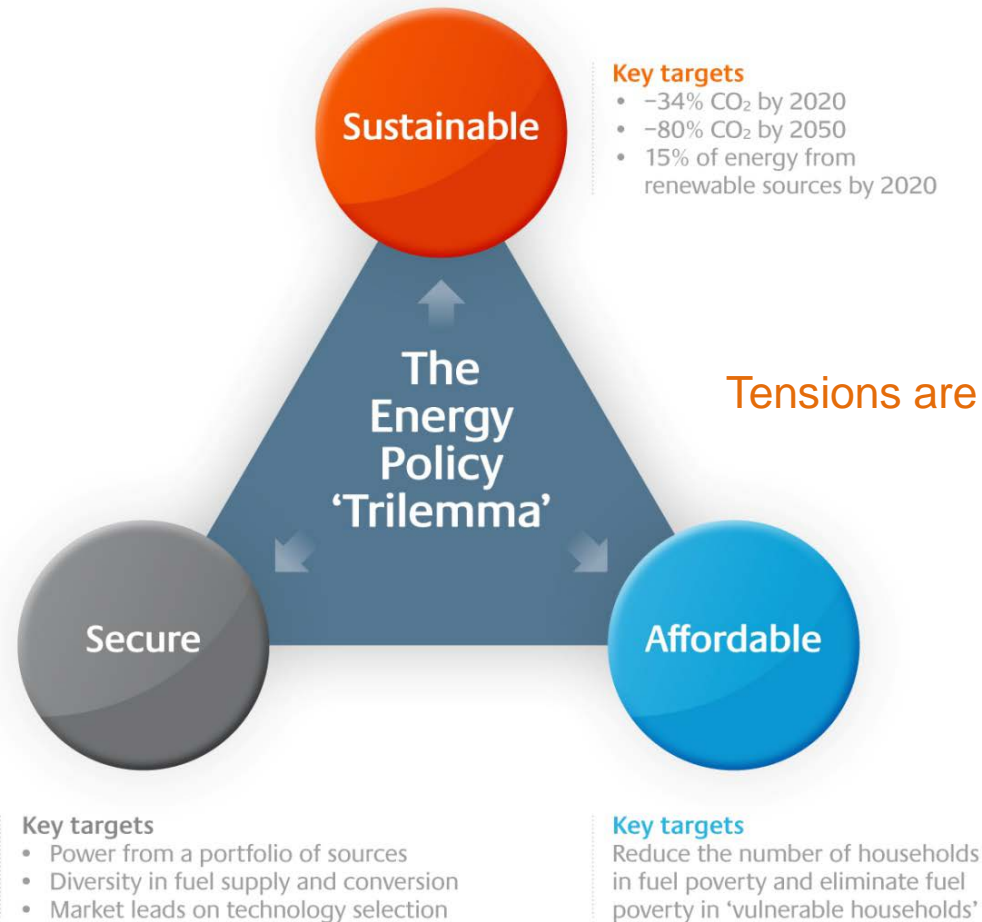 Sustainable
Key targets
• −34% CO₂ by 2020
• −80% CO₂ by 2050
• 15% of energy from
renewable sources by 2020
The
Energy
Policy
‘Trilemma’
Tensions are
Secure
Affordable
Key targets
• Power from a portfolio of sources
• Diversity in fuel supply and conversion
• Market leads on technology selection
Key targets
Reduce the number of households
in fuel poverty and eliminate fuel
poverty in ‘vulnerable households’